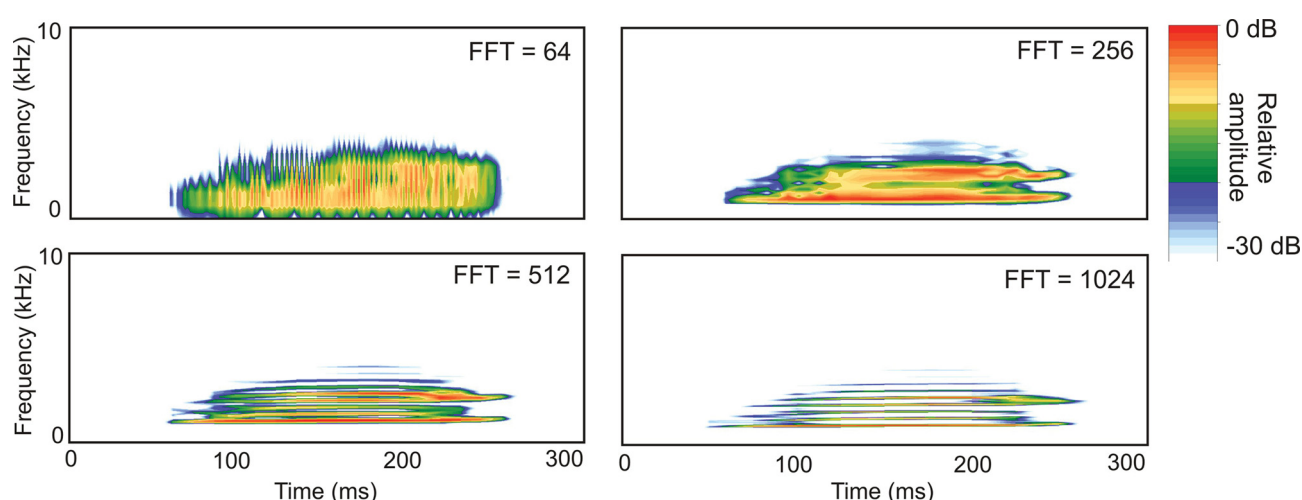 10
Frequency (kHz)
0
FFT = 64
FFT = 256
0 dB
Relative
amplitude
-30 dB
10
Frequency (kHz)
0
FFT = 512
FFT = 1024
0
100
200
300
Time (ms)
0
100
200
300
Time (ms)